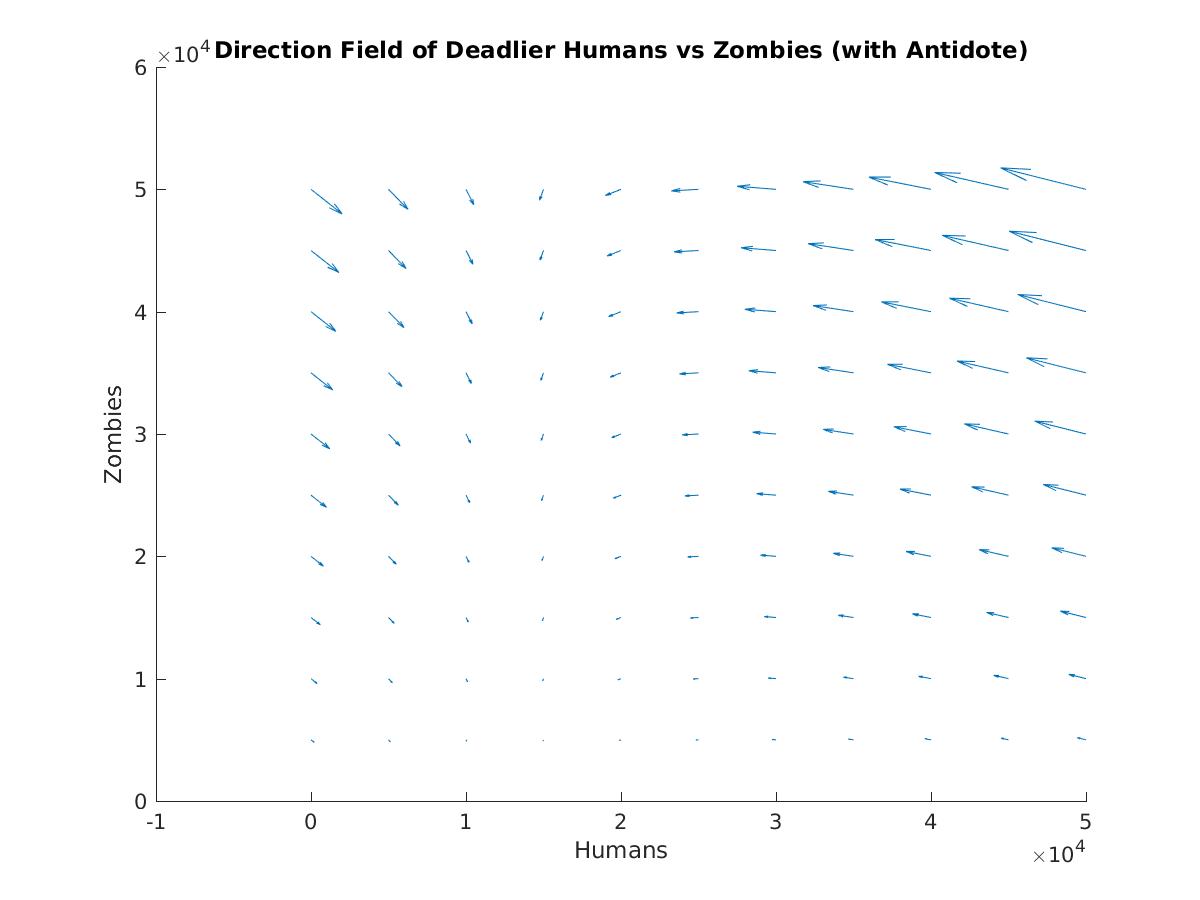 ×10⁴
Direction Field of Deadlier Humans vs Zombies (with Antidote)
6
5
4
3
2
1
0
Zombies
-1 0 1 2 3 4 5
Humans
×10⁴